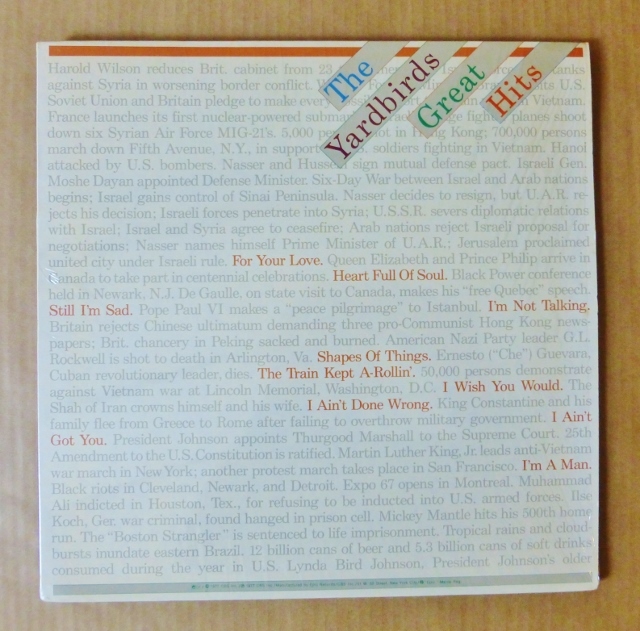 The
Yardbirds
Great
Hits
Harold Wilson reduces Brit. cabinet from 23
against Syria in worsening border conflict. U.S.
Soviet Union and Britain pledge to make every Vietnam.
France launches its first nuclear-powered planes shoot
down six Syrian Air Force MIG-21's. 5,000 in Hong Kong; 700,000 persons
march down Fifth Avenue, N.Y., in support soldiers fighting in Vietnam. Hanoi
attacked by U.S. bombers. Nasser and Hussein sign mutual defense pact. Israeli Gen.
Moshe Dayan appointed Defense Minister. Six-Day War between Israel and Arab nations
begins; Israel gains control of Sinai Peninsula. Nasser decides to resign, but U.A.R. re-
jects his decision; Israeli forces penetrate into Syria; U.S.S.R. severs diplomatic relations
with Israel; Israel and Syria agree to ceasefire; Arab nations reject Israeli proposal for
negotiations; Nasser names himself Prime Minister of U.A.R.; Jerusalem proclaimed
united city under Israeli rule. For Your Love. Queen Elizabeth and Prince Philip arrive in
Canada to take part in centennial celebrations. Heart Full Of Soul. Black Power conference
held in Newark, N.J. De Gaulle, on state visit to Canada, makes his "free Quebec" speech.
Still I'm Sad. Pope Paul VI makes a "peace pilgrimage" to Istanbul. I'm Not Talking.
Britain rejects Chinese ultimatum demanding three pro-Communist Hong Kong news-
papers; Brit. chancery in Peking sacked and burned. American Nazi Party leader G.L.
Rockwell is shot to death in Arlington, Va. Shapes Of Things. Ernesto ("Che") Guevara,
Cuban revolutionary leader, dies. The Train Kept A-Rollin'. 50,000 persons demonstrate
against Vietnam war at Lincoln Memorial, Washington, D.C. I Wish You Would. The
Shah of Iran crowns himself and his wife. I Ain't Done Wrong. King Constantine and his
family flee from Greece to Rome after failing to overthrow military government. I Ain't
Got You. President Johnson appoints Thurgood Marshall to the Supreme Court. 25th
Amendment to the U.S. Constitution is ratified. Martin Luther King, Jr. leads anti-Vietnam
war march in New York; another protest march takes place in San Francisco. I'm A Man.
Black riots in Cleveland, Newark, and Detroit. Expo 67 opens in Montreal. Muhammad
Ali indicted in Houston, Tex., for refusing to be inducted into U.S. armed forces. Ilse
Koch, Ger. war criminal, found hanged in prison cell. Mickey Mantle hits his 500th home
run. The "Boston Strangler" is sentenced to life imprisonment. Tropical rains and cloud-
bursts inundate eastern Brazil. 12 billion cans of beer and 5.3 billion cans of soft drinks
consumed during the year in U.S. Lynda Bird Johnson, President Johnson's older